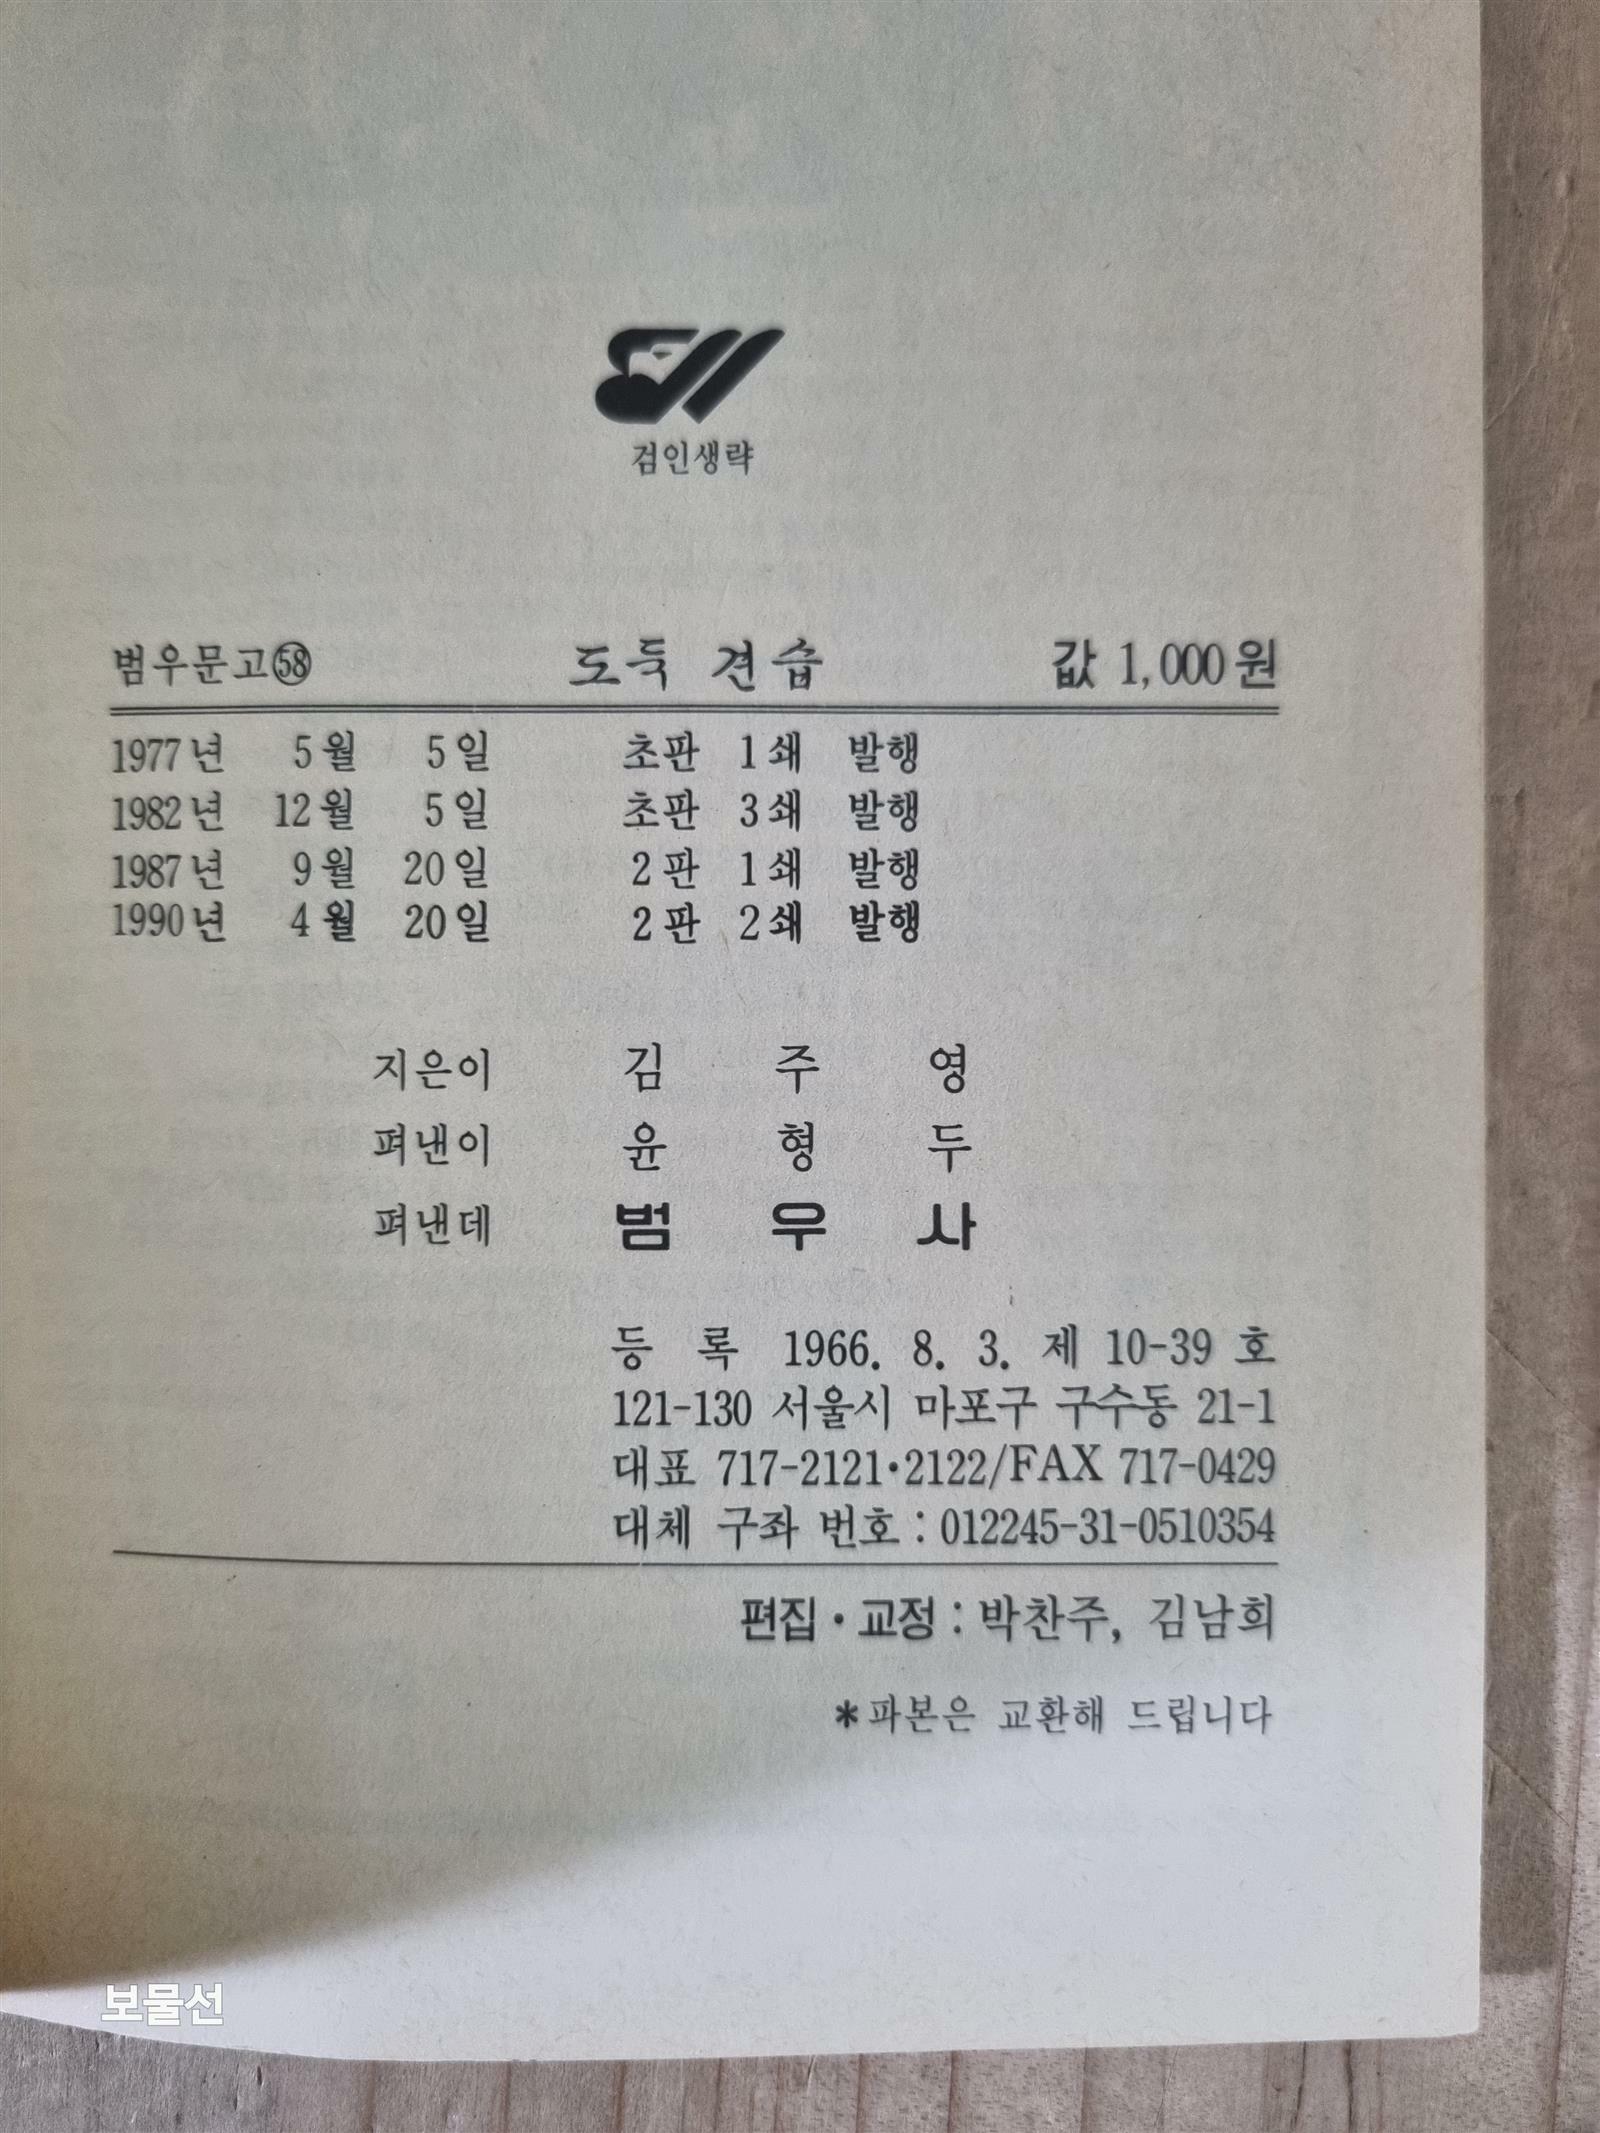 검인생략
범우문고58 도둑 견습 값 1,000원
1977년 5월 5일 초판 1쇄 발행
1982년 12월 5일 초판 3쇄 발행
1987년 9월 20일 2판 1쇄 발행
1990년 4월 20일 2판 2쇄 발행
지은이 김 주 영
펴낸이 윤 형 두
펴낸데 범 우 사
등 록 1966. 8. 3. 제 10-39 호
121-130 서울시 마포구 구수동 21-1
대표 717-2121·2122/FAX 717-0429
대체 구좌 번호 : 012245-31-0510354
편집·교정 : 박찬주, 김남희
*파본은 교환해 드립니다
보물선